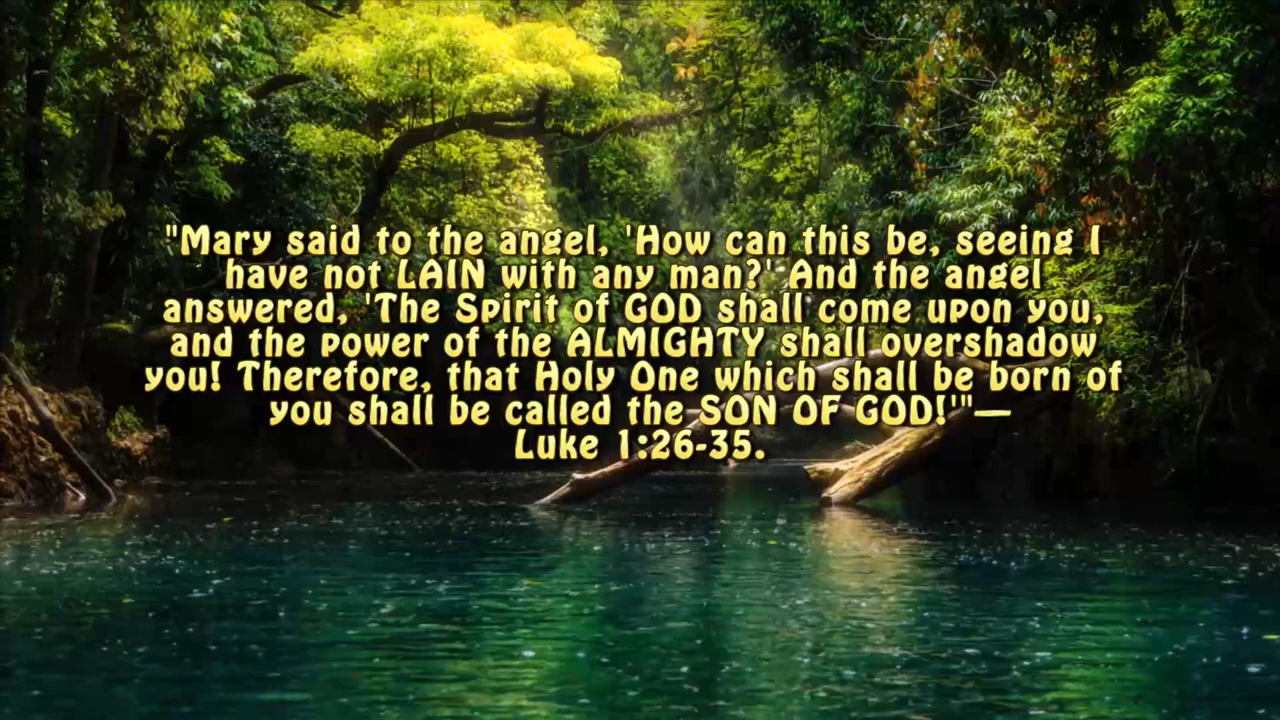 "Mary said to the angel, 'How can this be, seeing I
have not LAIN with any man?' And the angel
answered, 'The Spirit of GOD shall come upon you,
and the power of the ALMIGHTY shall overshadow
you! Therefore, that Holy One which shall be born of
you shall be called the SON OF GOD!'"—
Luke 1:26-35.